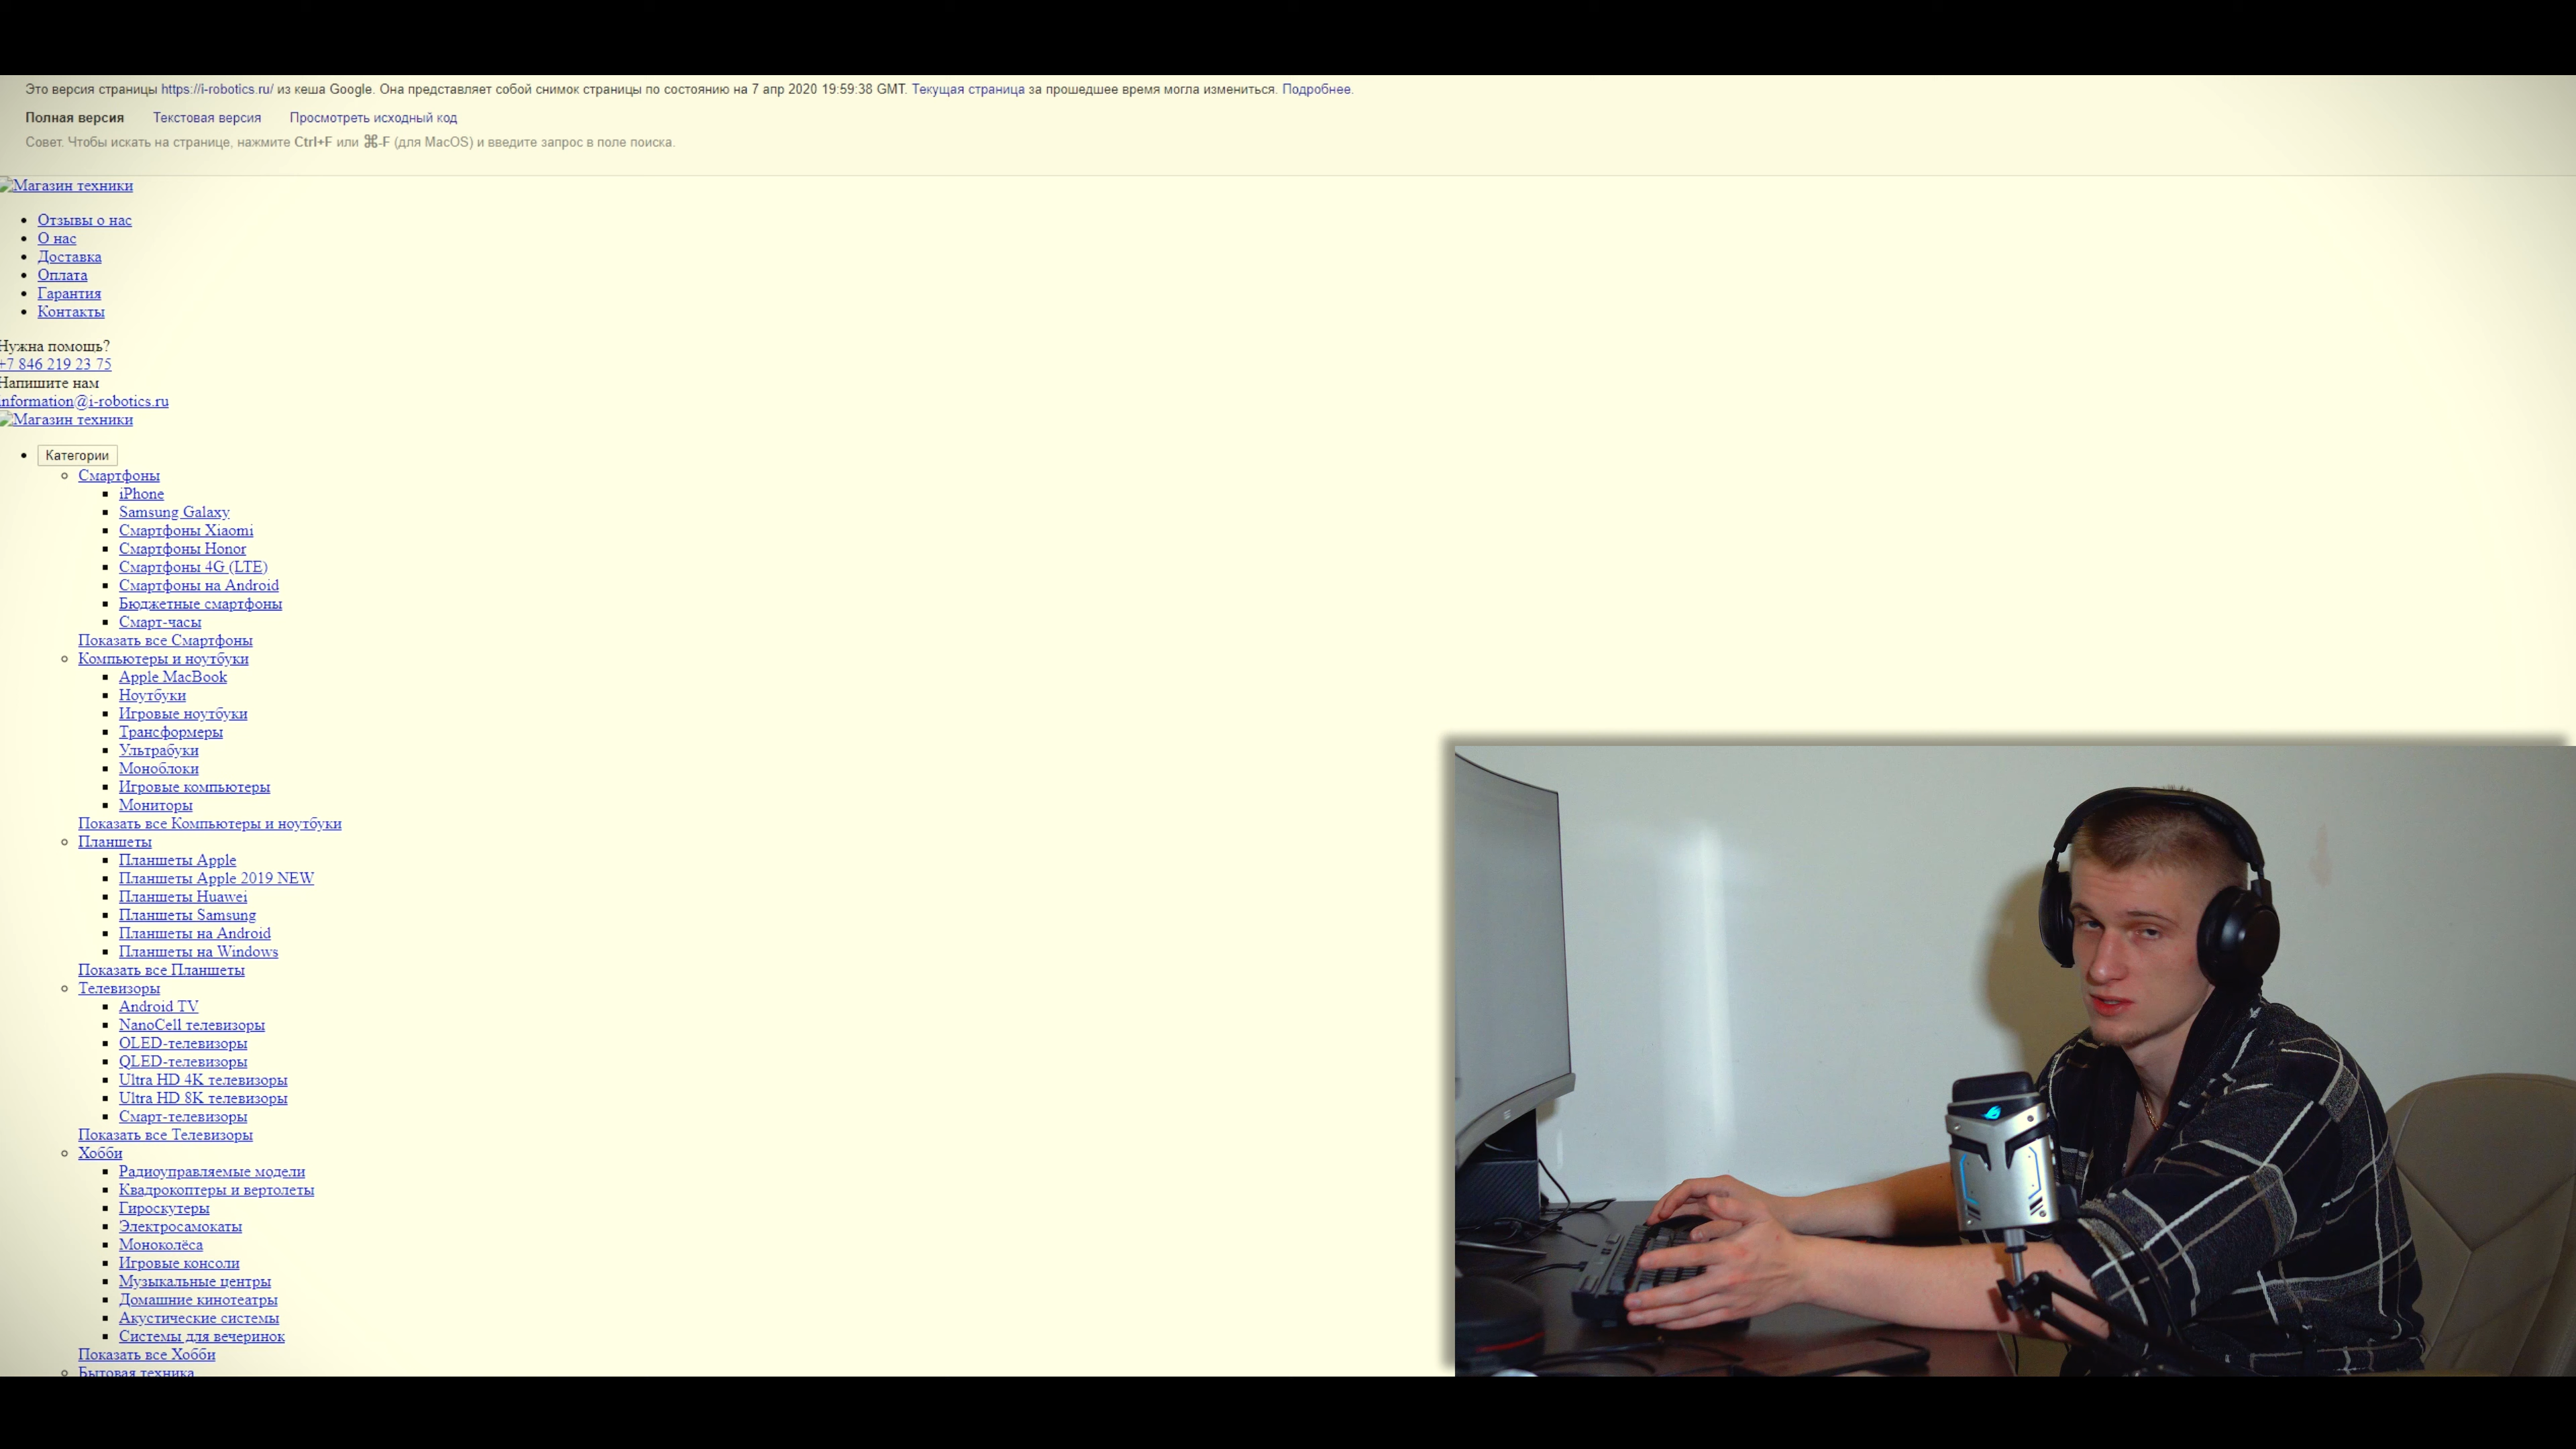 Это версия страницы https://i-robotics.ru/ из кеша Google. Она представляет собой снимок страницы по состоянию на 7 апр 2020 19:59:38 GMT. Текущая страница за прошедшее время могла измениться. Подробнее.
Полная версия Текстовая версия Просмотреть исходный код
Совет. Чтобы искать на странице, нажмите Ctrl+F или ⌘-F (для MacOS) и введите запрос в поле поиска.
Магазин техники
Отзывы о нас
О нас
Доставка
Оплата
Гарантия
Контакты
Нужна помощь?
+7 846 219 23 75
Напишите нам
information@i-robotics.ru
Магазин техники
Категории
Смартфоны
iPhone
Samsung Galaxy
Смартфоны Xiaomi
Смартфоны Honor
Смартфоны 4G (LTE)
Смартфоны на Android
Бюджетные смартфоны
Смарт-часы
Показать все Смартфоны
Компьютеры и ноутбуки
Apple MacBook
Ноутбуки
Игровые ноутбуки
Трансформеры
Ультрабуки
Моноблоки
Игровые компьютеры
Мониторы
Показать все Компьютеры и ноутбуки
Планшеты
Планшеты Apple
Планшеты Apple 2019 NEW
Планшеты Huawei
Планшеты Samsung
Планшеты на Android
Планшеты на Windows
Показать все Планшеты
Телевизоры
Android TV
NanoCell телевизоры
OLED-телевизоры
QLED-телевизоры
Ultra HD 4K телевизоры
Ultra HD 8K телевизоры
Смарт-телевизоры
Показать все Телевизоры
Хобби
Радиоуправляемые модели
Квадрокоптеры и вертолеты
Гироскутеры
Электросамокаты
Моноколёса
Игровые консоли
Музыкальные центры
Домашние кинотеатры
Акустические системы
Системы для вечеринок
Показать все Хобби
Бытовая техника